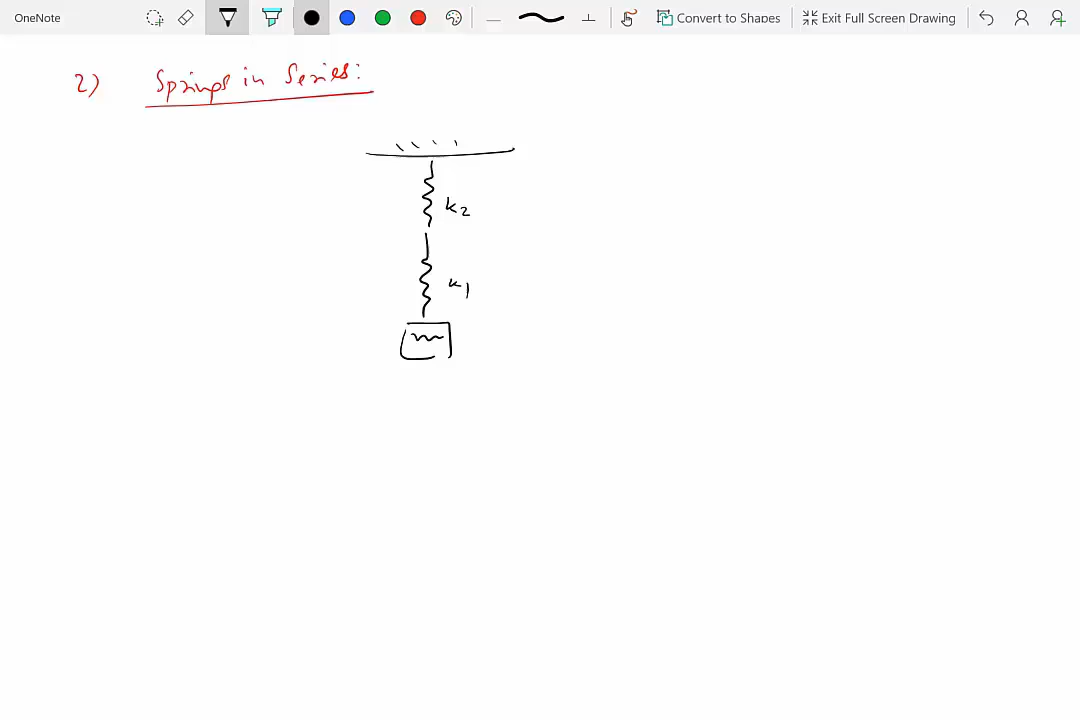 OneNote
Convert to Shapes
Exit Full Screen Drawing
2) Springs in Series:
k2
k1
m